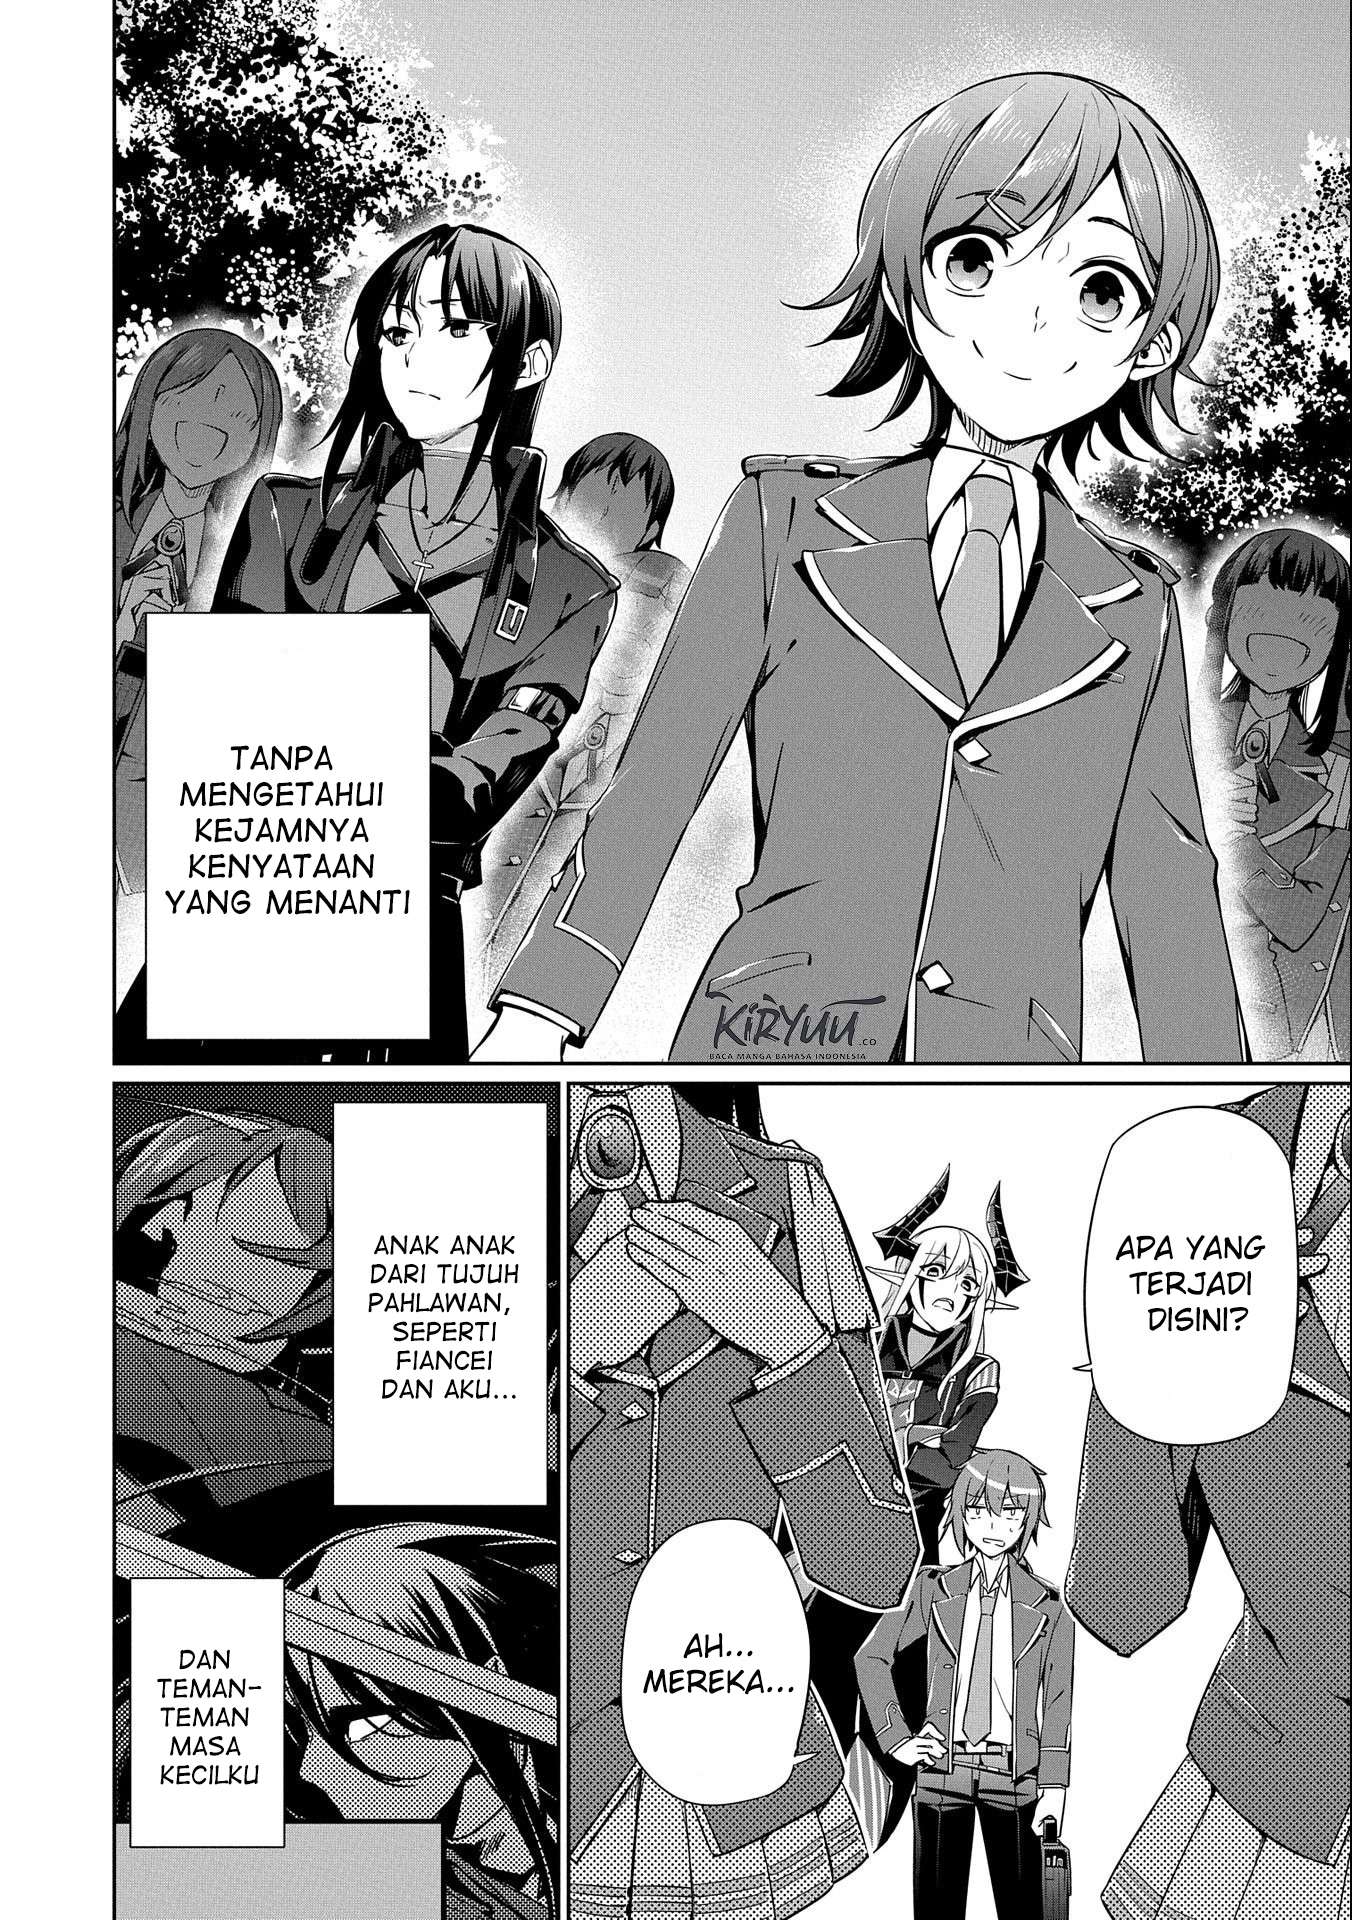 TANPA
MENGETAHUI
KEJAMNYA
KENYATAAN
YANG MENANTI
KiRYUU.CO
BACA MANGA BAHASA INDONESIA
APA YANG
TERJADI
DISINI?
AH...
MEREKA...
ANAK ANAK
DARI TUJUH
PAHLAWAN,
SEPERTI
FIANCEI
DAN AKU...
DAN
TEMAN-
TEMAN
MASA
KECILKU